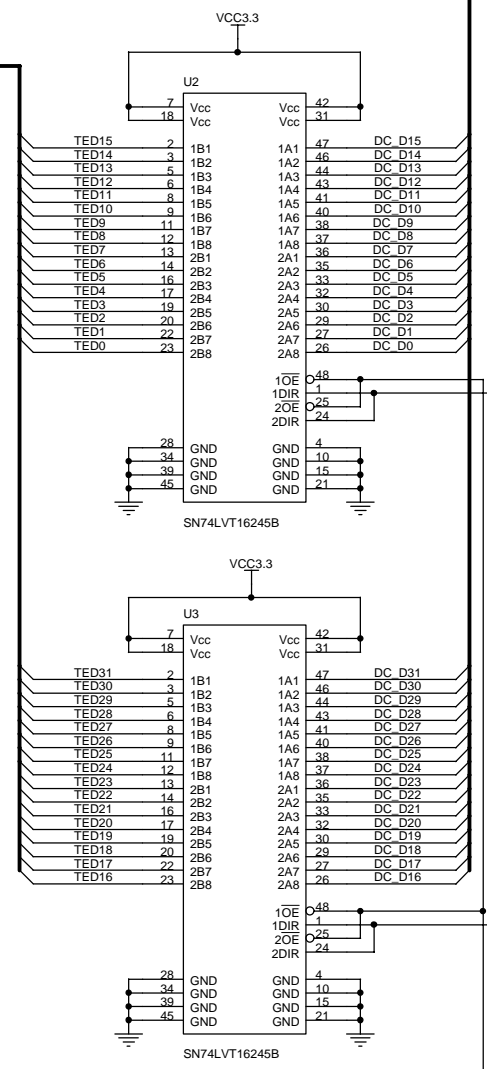 VCC3.3
U2
7 Vcc Vcc 42
18 Vcc Vcc 31
TED15 2 1B1 1A1 47 DC_D15
TED14 3 1B2 1A2 46 DC_D14
TED13 5 1B3 1A3 44 DC_D13
TED12 6 1B4 1A4 43 DC_D12
TED11 8 1B5 1A5 41 DC_D11
TED10 9 1B6 1A6 40 DC_D10
TED9 11 1B7 1A7 38 DC_D9
TED8 12 1B8 1A8 37 DC_D8
TED7 13 2B1 2A1 36 DC_D7
TED6 14 2B2 2A2 35 DC_D6
TED5 16 2B3 2A3 33 DC_D5
TED4 17 2B4 2A4 32 DC_D4
TED3 19 2B5 2A5 30 DC_D3
TED2 20 2B6 2A6 29 DC_D2
TED1 22 2B7 2A7 27 DC_D1
TED0 23 2B8 2A8 26 DC_D0
1OE 48
1DIR 1
2OE 25
2DIR 24
28 GND GND 4
34 GND GND 10
39 GND GND 15
45 GND GND 21
SN74LVT16245B
VCC3.3
U3
7 Vcc Vcc 42
18 Vcc Vcc 31
TED31 2 1B1 1A1 47 DC_D31
TED30 3 1B2 1A2 46 DC_D30
TED29 5 1B3 1A3 44 DC_D29
TED28 6 1B4 1A4 43 DC_D28
TED27 8 1B5 1A5 41 DC_D27
TED26 9 1B6 1A6 40 DC_D26
TED25 11 1B7 1A7 38 DC_D25
TED24 12 1B8 1A8 37 DC_D24
TED23 13 2B1 2A1 36 DC_D23
TED22 14 2B2 2A2 35 DC_D22
TED21 16 2B3 2A3 33 DC_D21
TED20 17 2B4 2A4 32 DC_D20
TED19 19 2B5 2A5 30 DC_D19
TED18 20 2B6 2A6 29 DC_D18
TED17 22 2B7 2A7 27 DC_D17
TED16 23 2B8 2A8 26 DC_D16
1OE 48
1DIR 1
2OE 25
2DIR 24
28 GND GND 4
34 GND GND 10
39 GND GND 15
45 GND GND 21
SN74LVT16245B